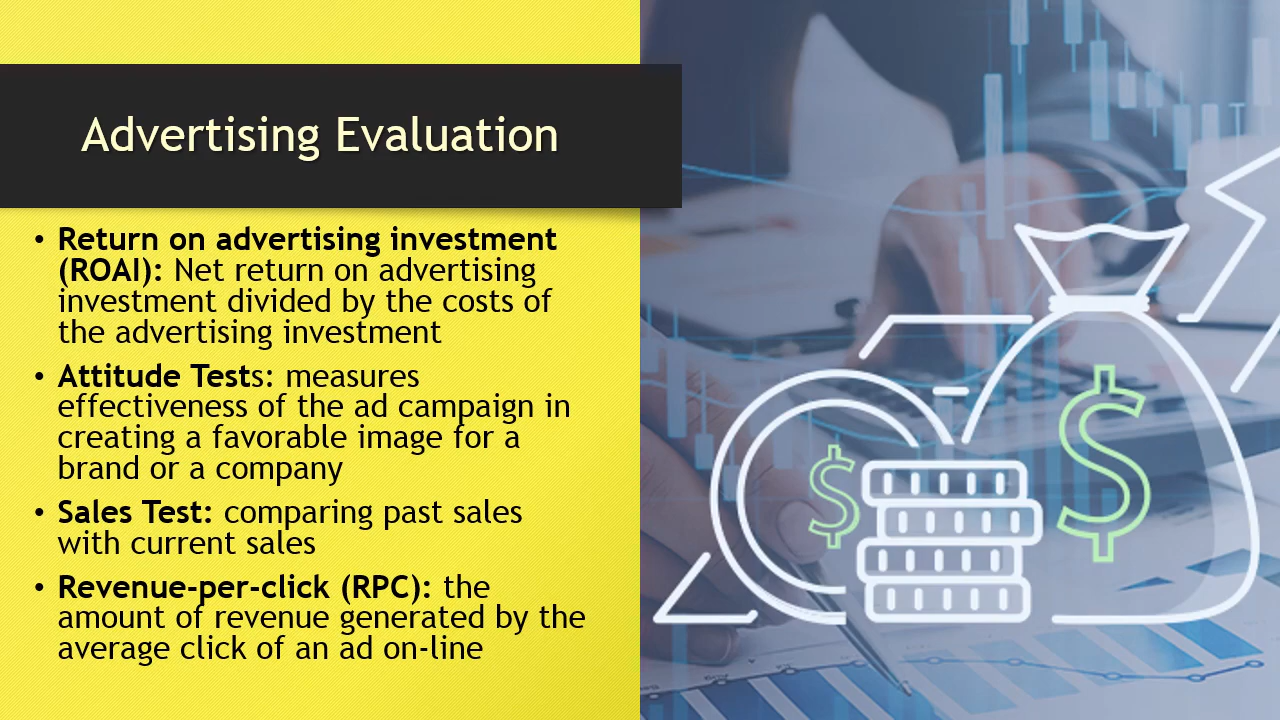 Advertising Evaluation
• Return on advertising investment
(ROAI): Net return on advertising
investment divided by the costs of
the advertising investment
• Attitude Tests: measures
effectiveness of the ad campaign in
creating a favorable image for a
brand or a company
• Sales Test: comparing past sales
with current sales
• Revenue-per-click (RPC): the
amount of revenue generated by the
average click of an ad on-line
$
$